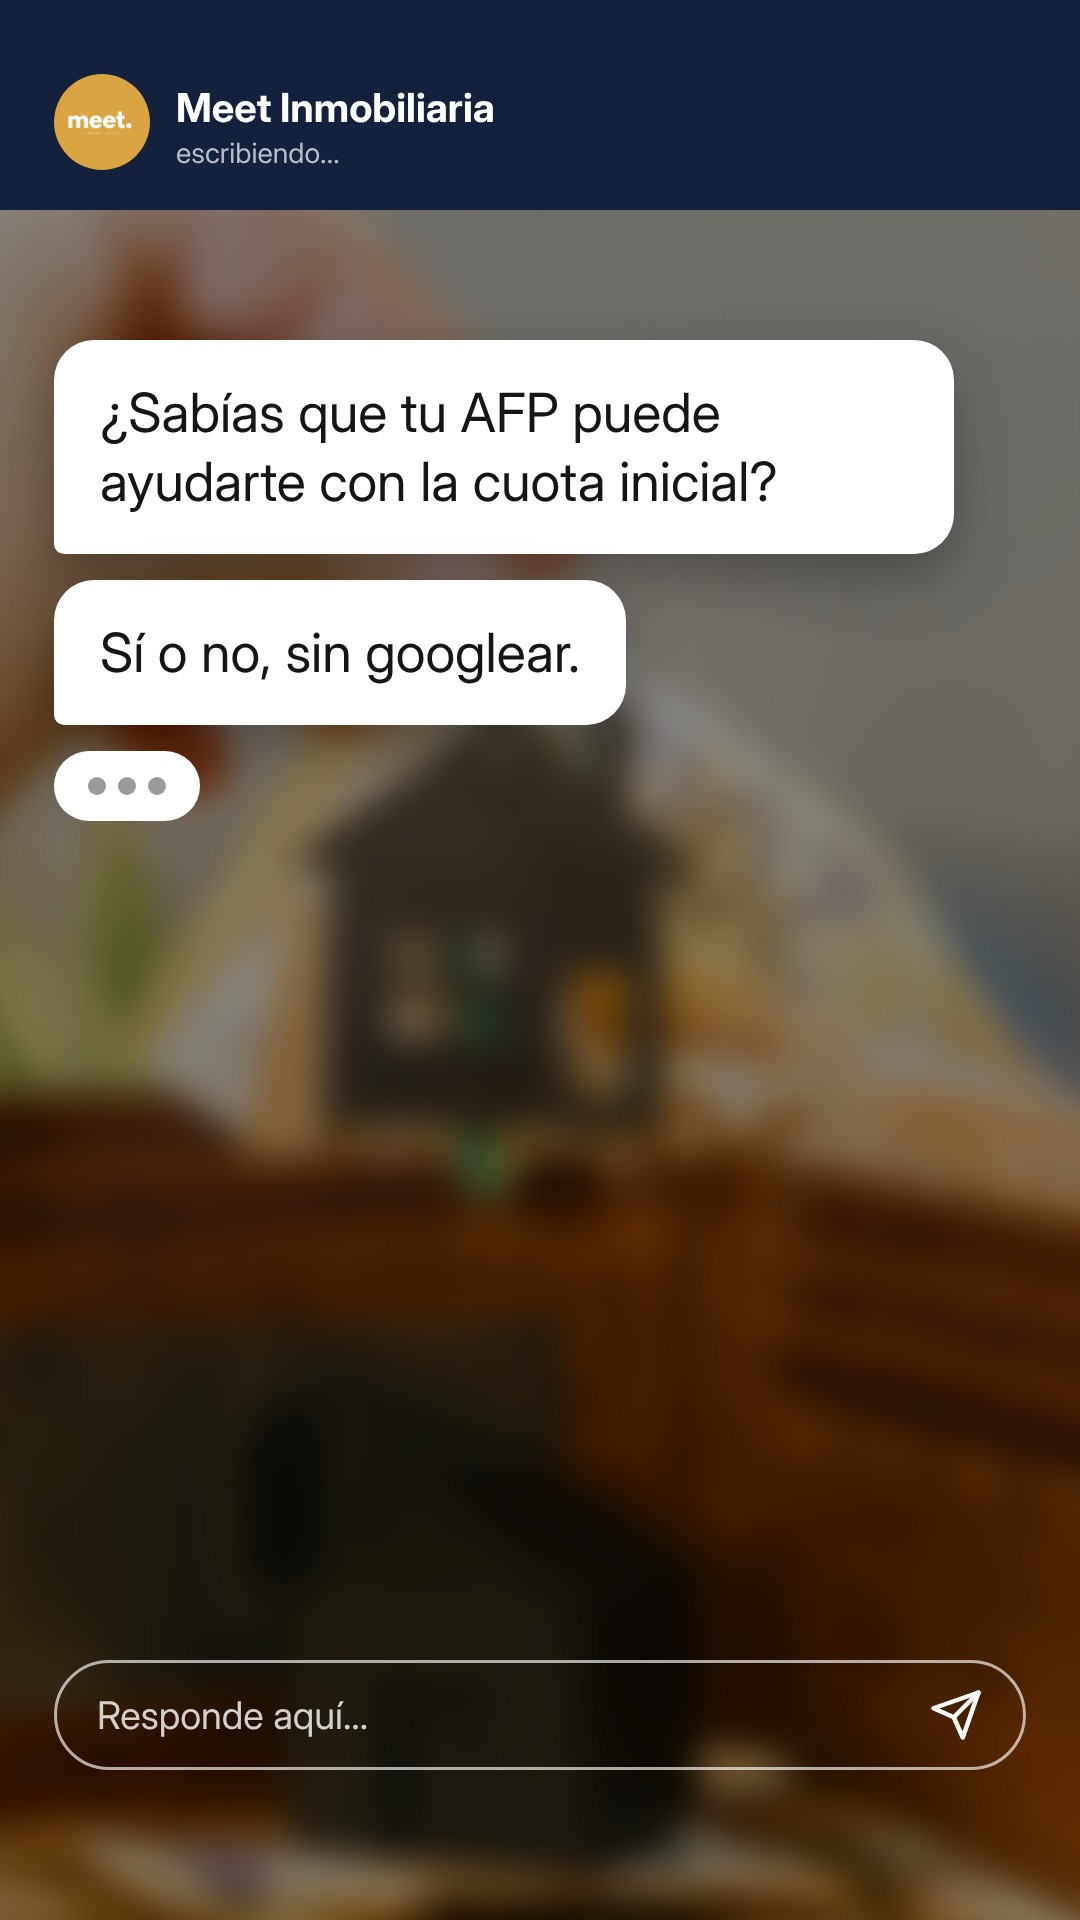 meet.
Meet Inmobiliaria
escribiendo...
¿Sabías que tu AFP puede
ayudarte con la cuota inicial?
Sí o no, sin googlear.
Responde aquí...